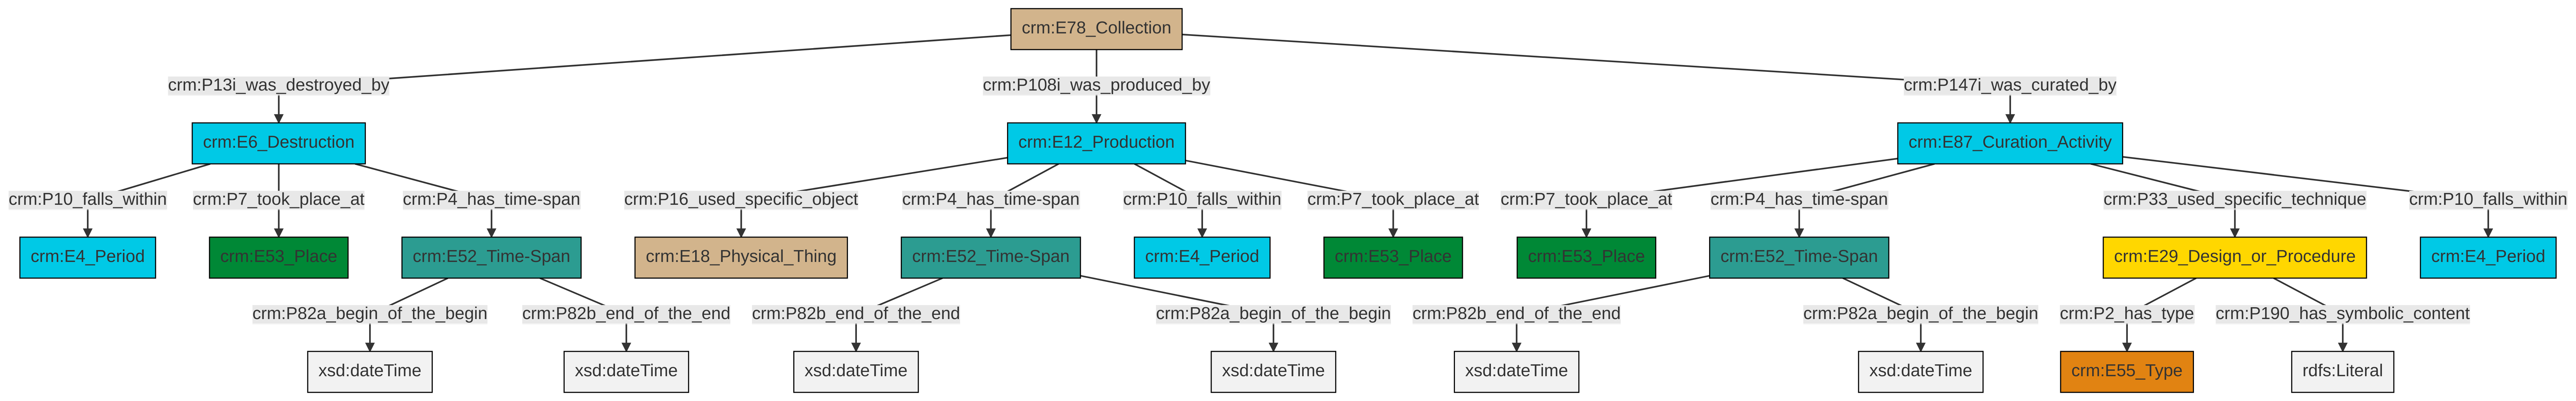 crm:E78_Collection
crm:P13i_was_destroyed_by
crm:P108i_was_produced_by
crm:P147i_was_curated_by
crm:E6_Destruction
crm:E12_Production
crm:E87_Curation_Activity
crm:P10_falls_within
crm:P7_took_place_at
crm:P4_has_time-span
crm:P16_used_specific_object
crm:P4_has_time-span
crm:P10_falls_within
crm:P7_took_place_at
crm:P7_took_place_at
crm:P4_has_time-span
crm:P33_used_specific_technique
crm:P10_falls_within
crm:E4_Period
crm:E53_Place
crm:E52_Time-Span
crm:E18_Physical_Thing
crm:E52_Time-Span
crm:E4_Period
crm:E53_Place
crm:E53_Place
crm:E52_Time-Span
crm:E29_Design_or_Procedure
crm:E4_Period
crm:P82a_begin_of_the_begin
crm:P82b_end_of_the_end
crm:P82b_end_of_the_end
crm:P82a_begin_of_the_begin
crm:P82b_end_of_the_end
crm:P82a_begin_of_the_begin
crm:P2_has_type
crm:P190_has_symbolic_content
xsd:dateTime
xsd:dateTime
xsd:dateTime
xsd:dateTime
xsd:dateTime
xsd:dateTime
crm:E55_Type
rdfs:Literal